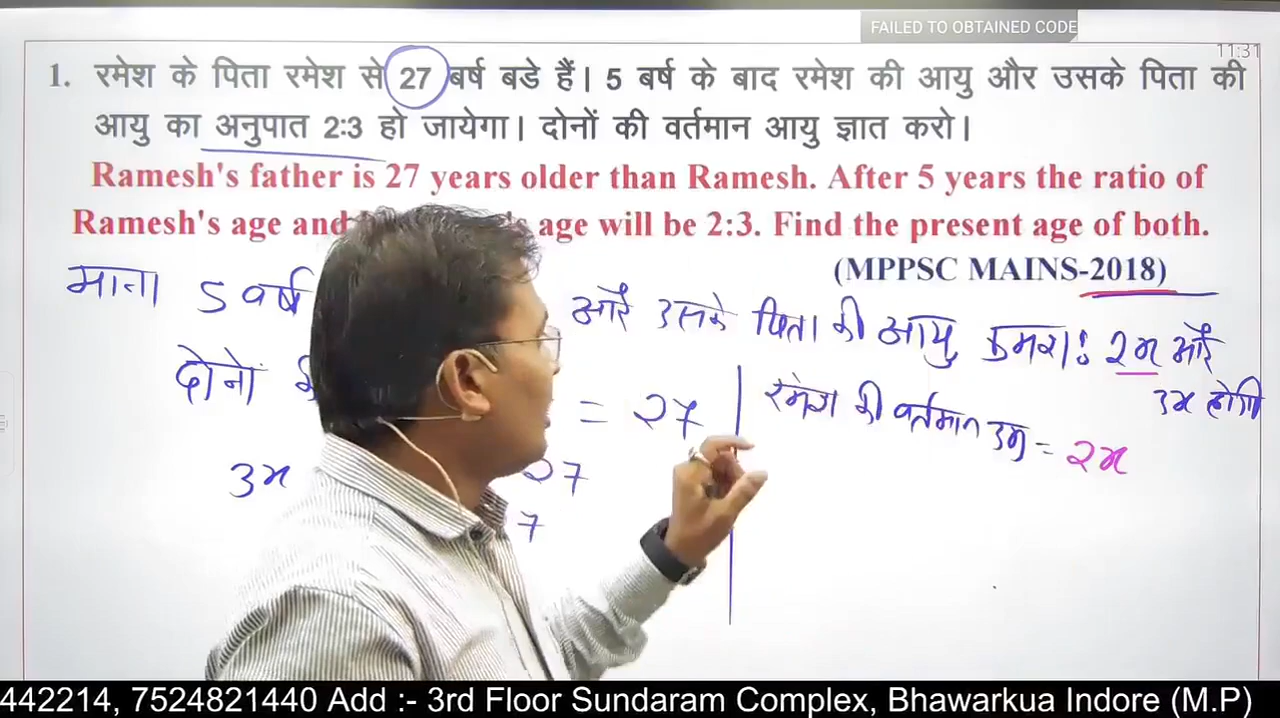 FAILED TO OBTAINED CODE
11:31
1. रमेश के पिता रमेश से 27 बर्ष बडे हैं। 5 बर्ष के बाद रमेश की आयु और उसके पिता की
आयु का अनुपात 2:3 हो जायेगा। दोनों की वर्तमान आयु ज्ञात करो।
Ramesh's father is 27 years older than Ramesh. After 5 years the ratio of
Ramesh's age and age will be 2:3. Find the present age of both.
(MPPSC MAINS-2018)
माना 5 वर्ष और उसके पिता की आयु क्रमशः 2x और
3x होगी
दोनो = 27
रमेश की वर्तमान उम्र = 2x
3x 27
7
442214, 7524821440 Add :- 3rd Floor Sundaram Complex, Bhawarkua Indore (M.P)